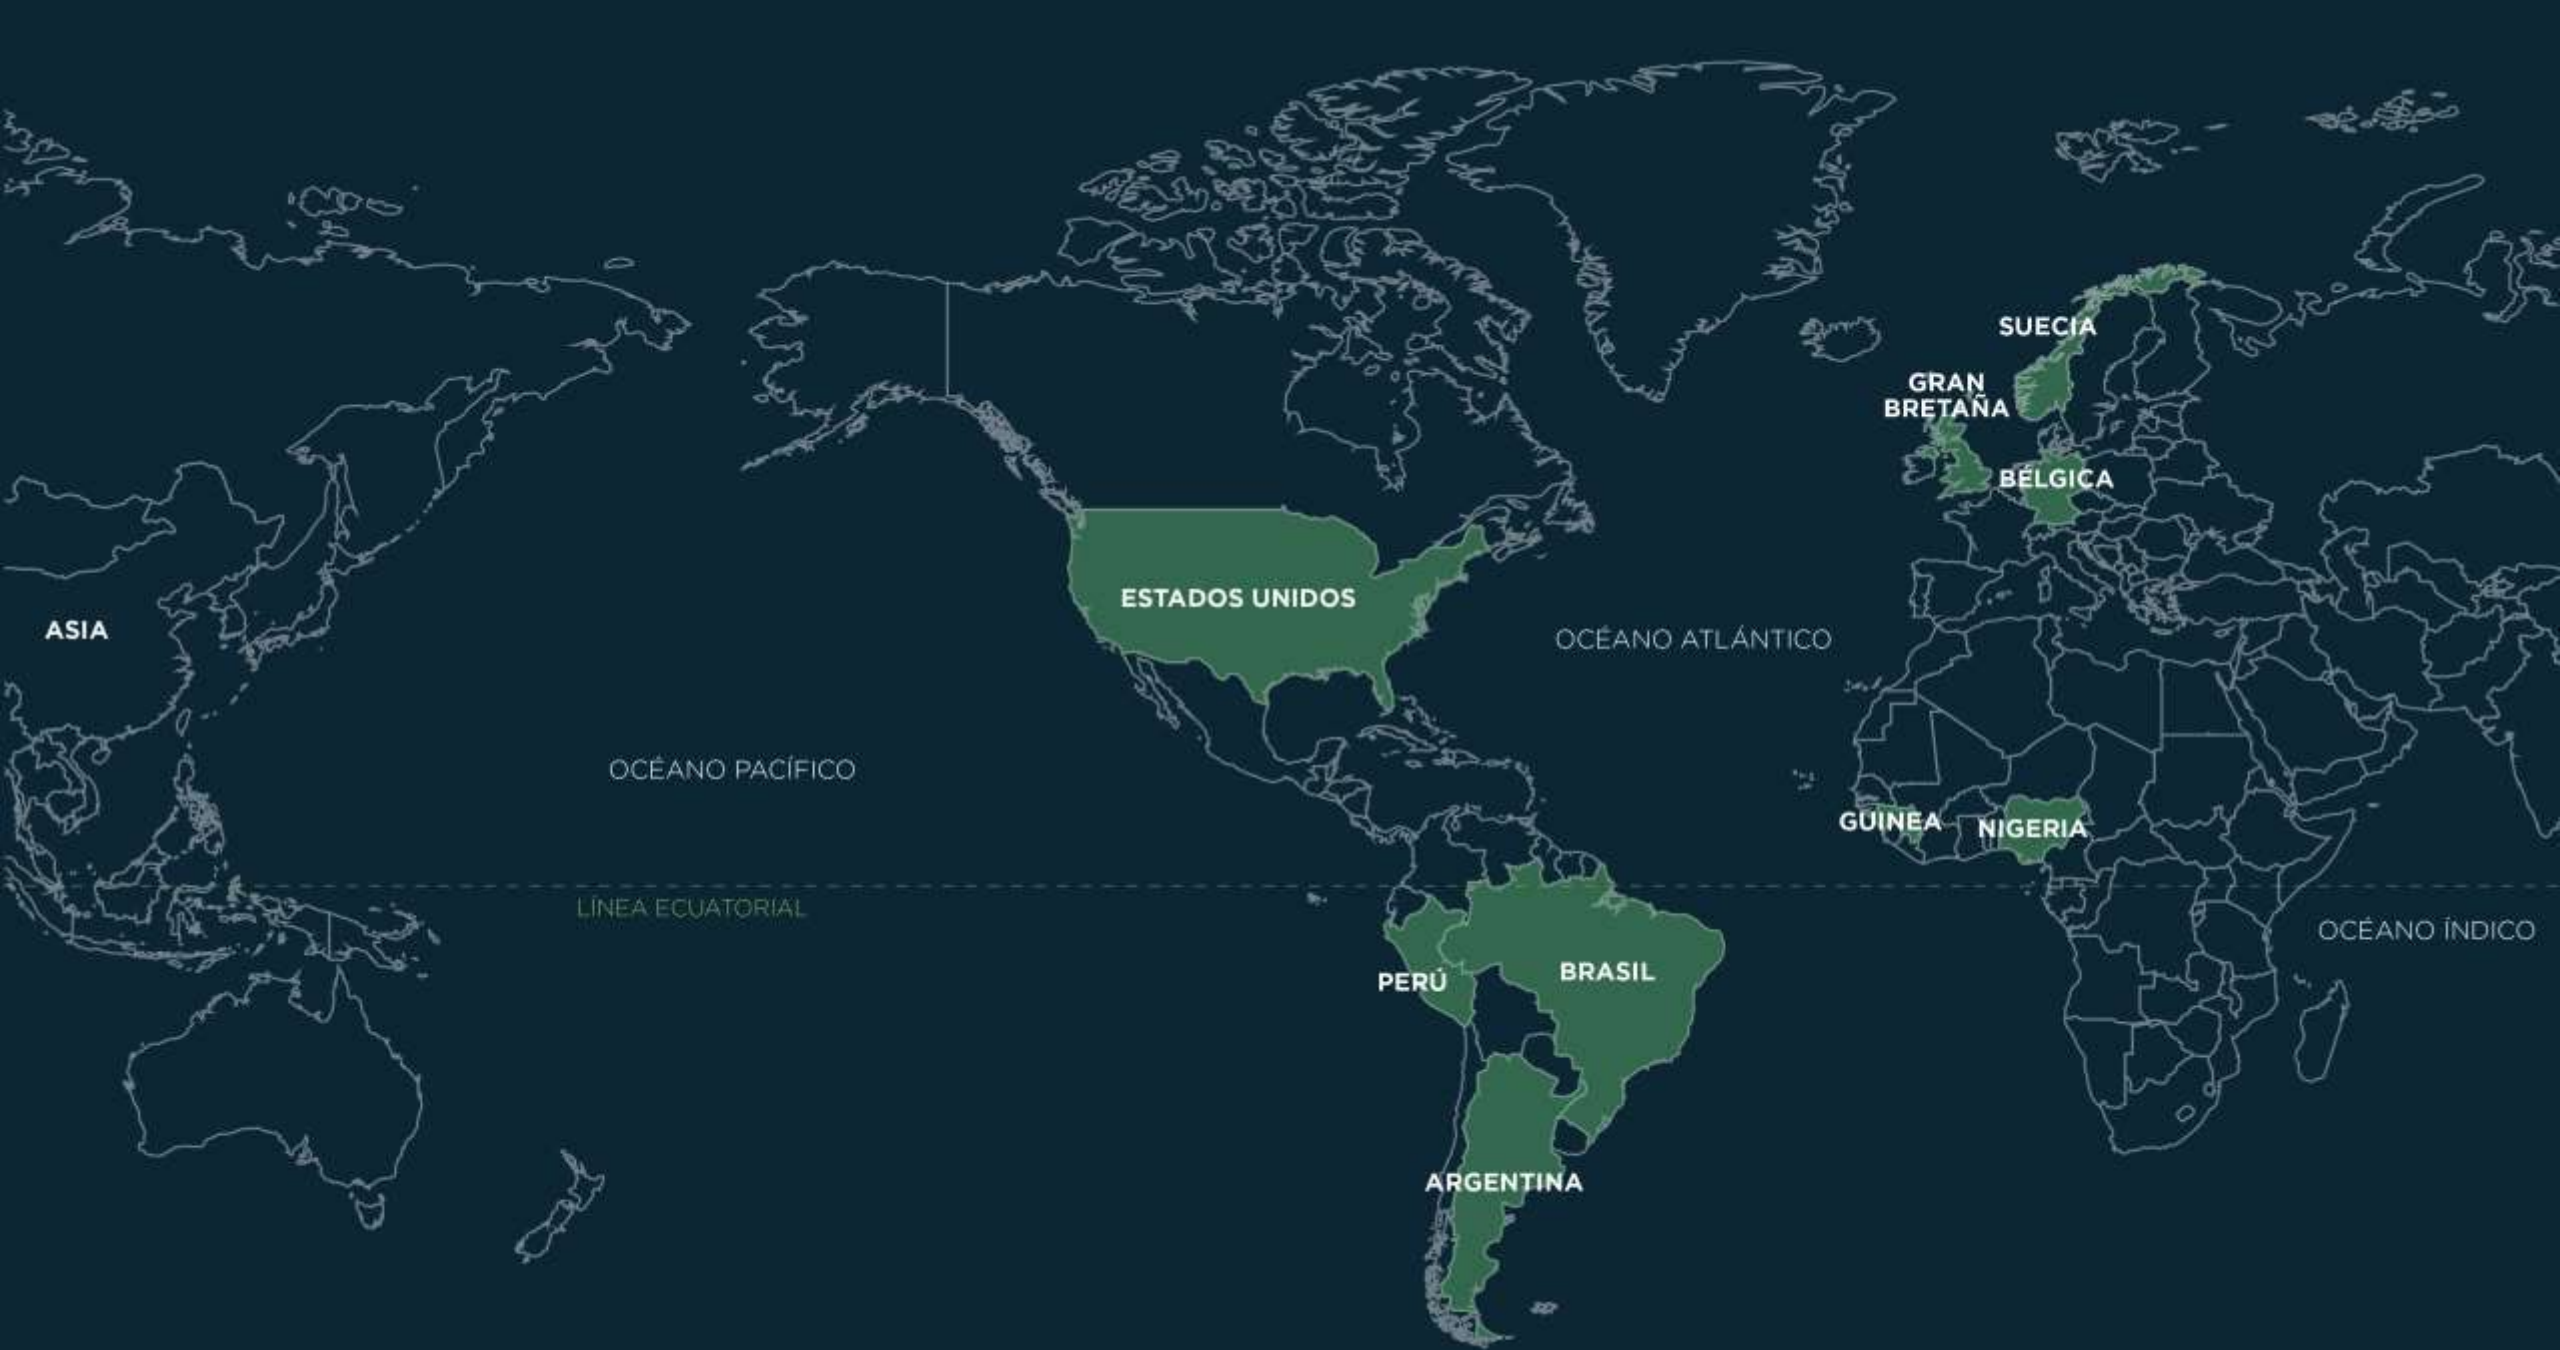 SUECIA
GRAN
BRETAÑA
BÉLGICA
ESTADOS UNIDOS
ASIA
OCÉANO ATLÁNTICO
OCÉANO PACÍFICO
GUINEA
NIGERIA
LÍNEA ECUATORIAL
OCÉANO ÍNDICO
BRASIL
PERÚ
ARGENTINA